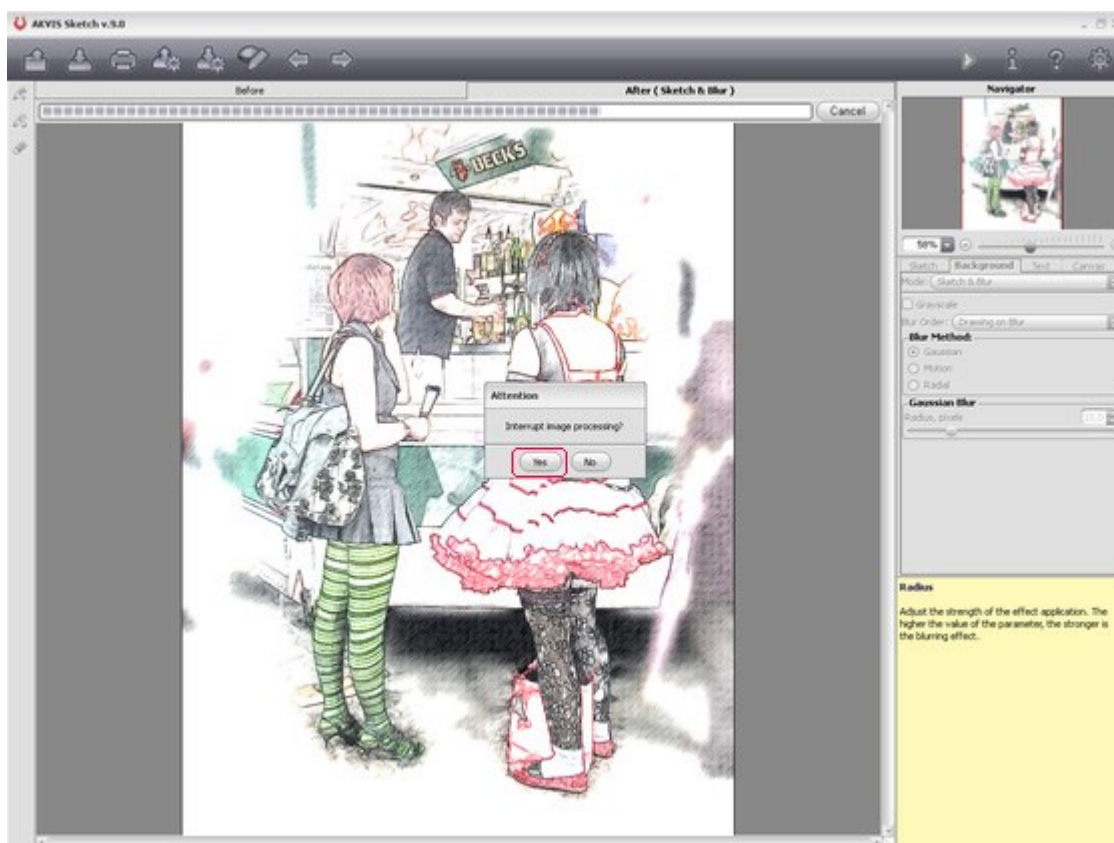 AKVIS Sketch v.9.0
Before
After ( Sketch & Blur )
Navigator
Cancel
BECK'S
58%
Sketch
Background
Text
Canvas
Mode: Sketch & Blur
Grayscale
Blur Order: Drawing on Blur
Blur Method:
Gaussian
Motion
Radial
Gaussian Blur
Radius, pixels
Attention
Interrupt image processing?
Yes
No
Radius
Adjust the strength of the effect application. The
higher the value of the parameter, the stronger is
the blurring effect.